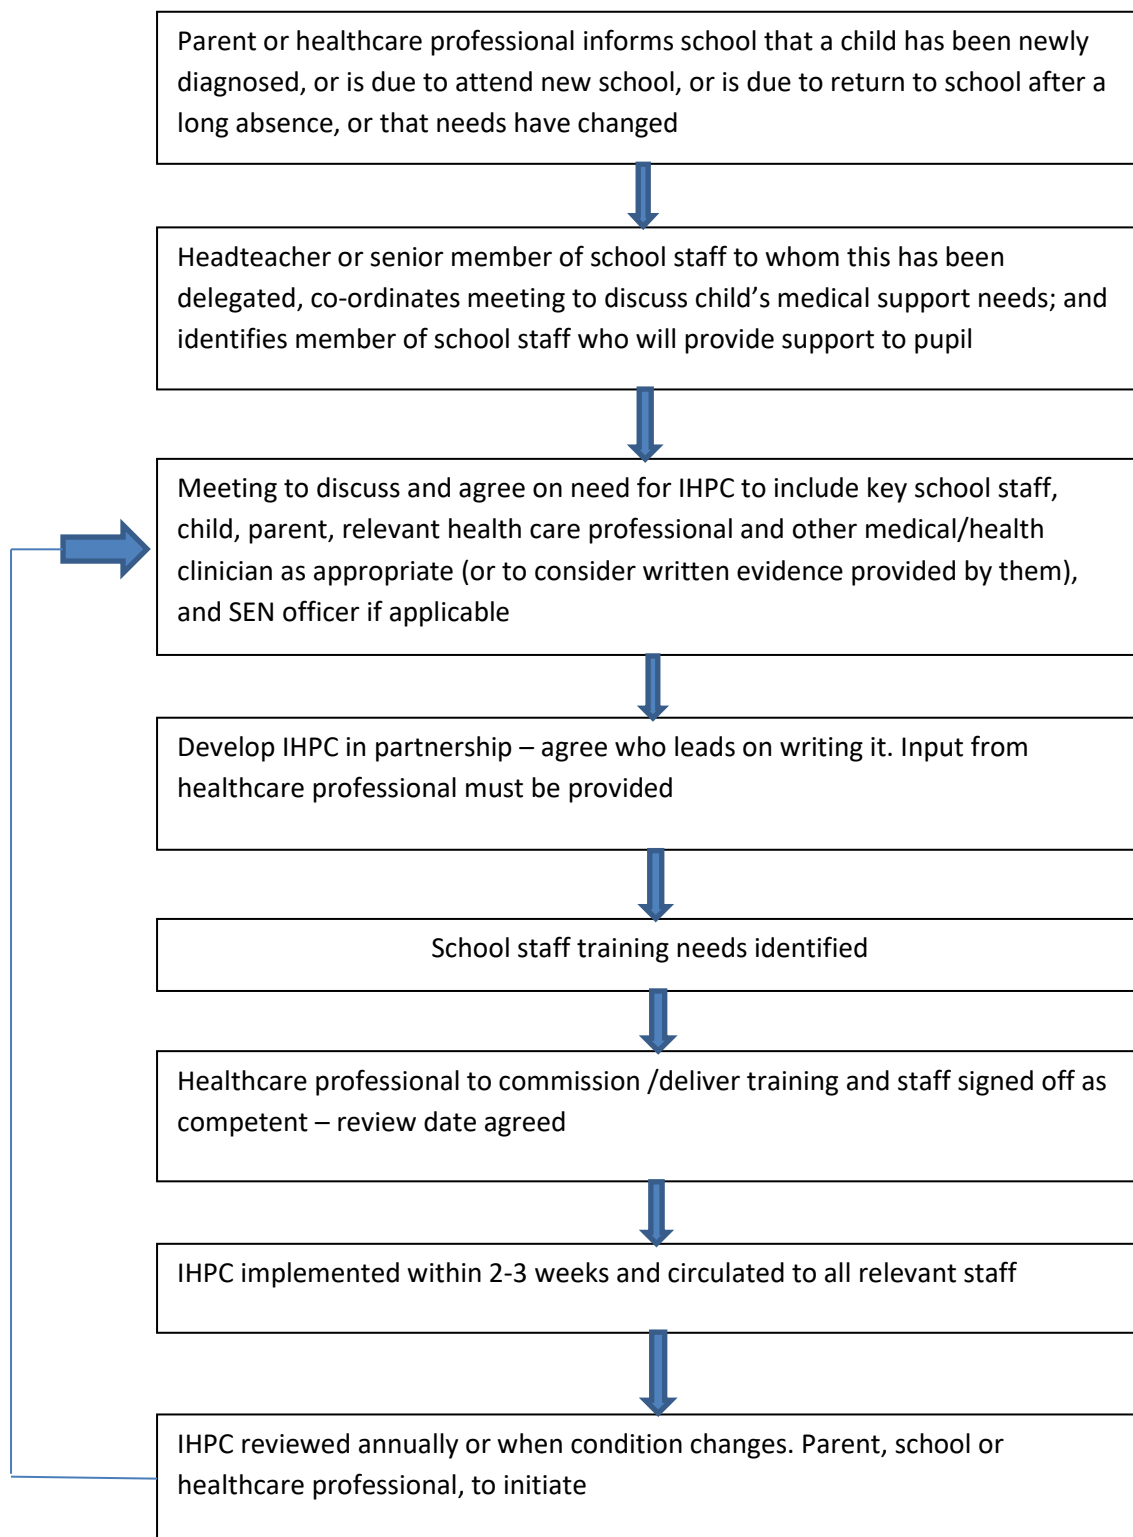 Parent or healthcare professional informs school that a child has been newly
diagnosed, or is due to attend new school, or is due to return to school after a
long absence, or that needs have changed
Headteacher or senior member of school staff to whom this has been
delegated, co-ordinates meeting to discuss child’s medical support needs; and
identifies member of school staff who will provide support to pupil
Meeting to discuss and agree on need for IHPC to include key school staff,
child, parent, relevant health care professional and other medical/health
clinician as appropriate (or to consider written evidence provided by them),
and SEN officer if applicable
Develop IHPC in partnership – agree who leads on writing it. Input from
healthcare professional must be provided
School staff training needs identified
Healthcare professional to commission /deliver training and staff signed off as
competent – review date agreed
IHPC implemented within 2-3 weeks and circulated to all relevant staff
IHPC reviewed annually or when condition changes. Parent, school or
healthcare professional, to initiate